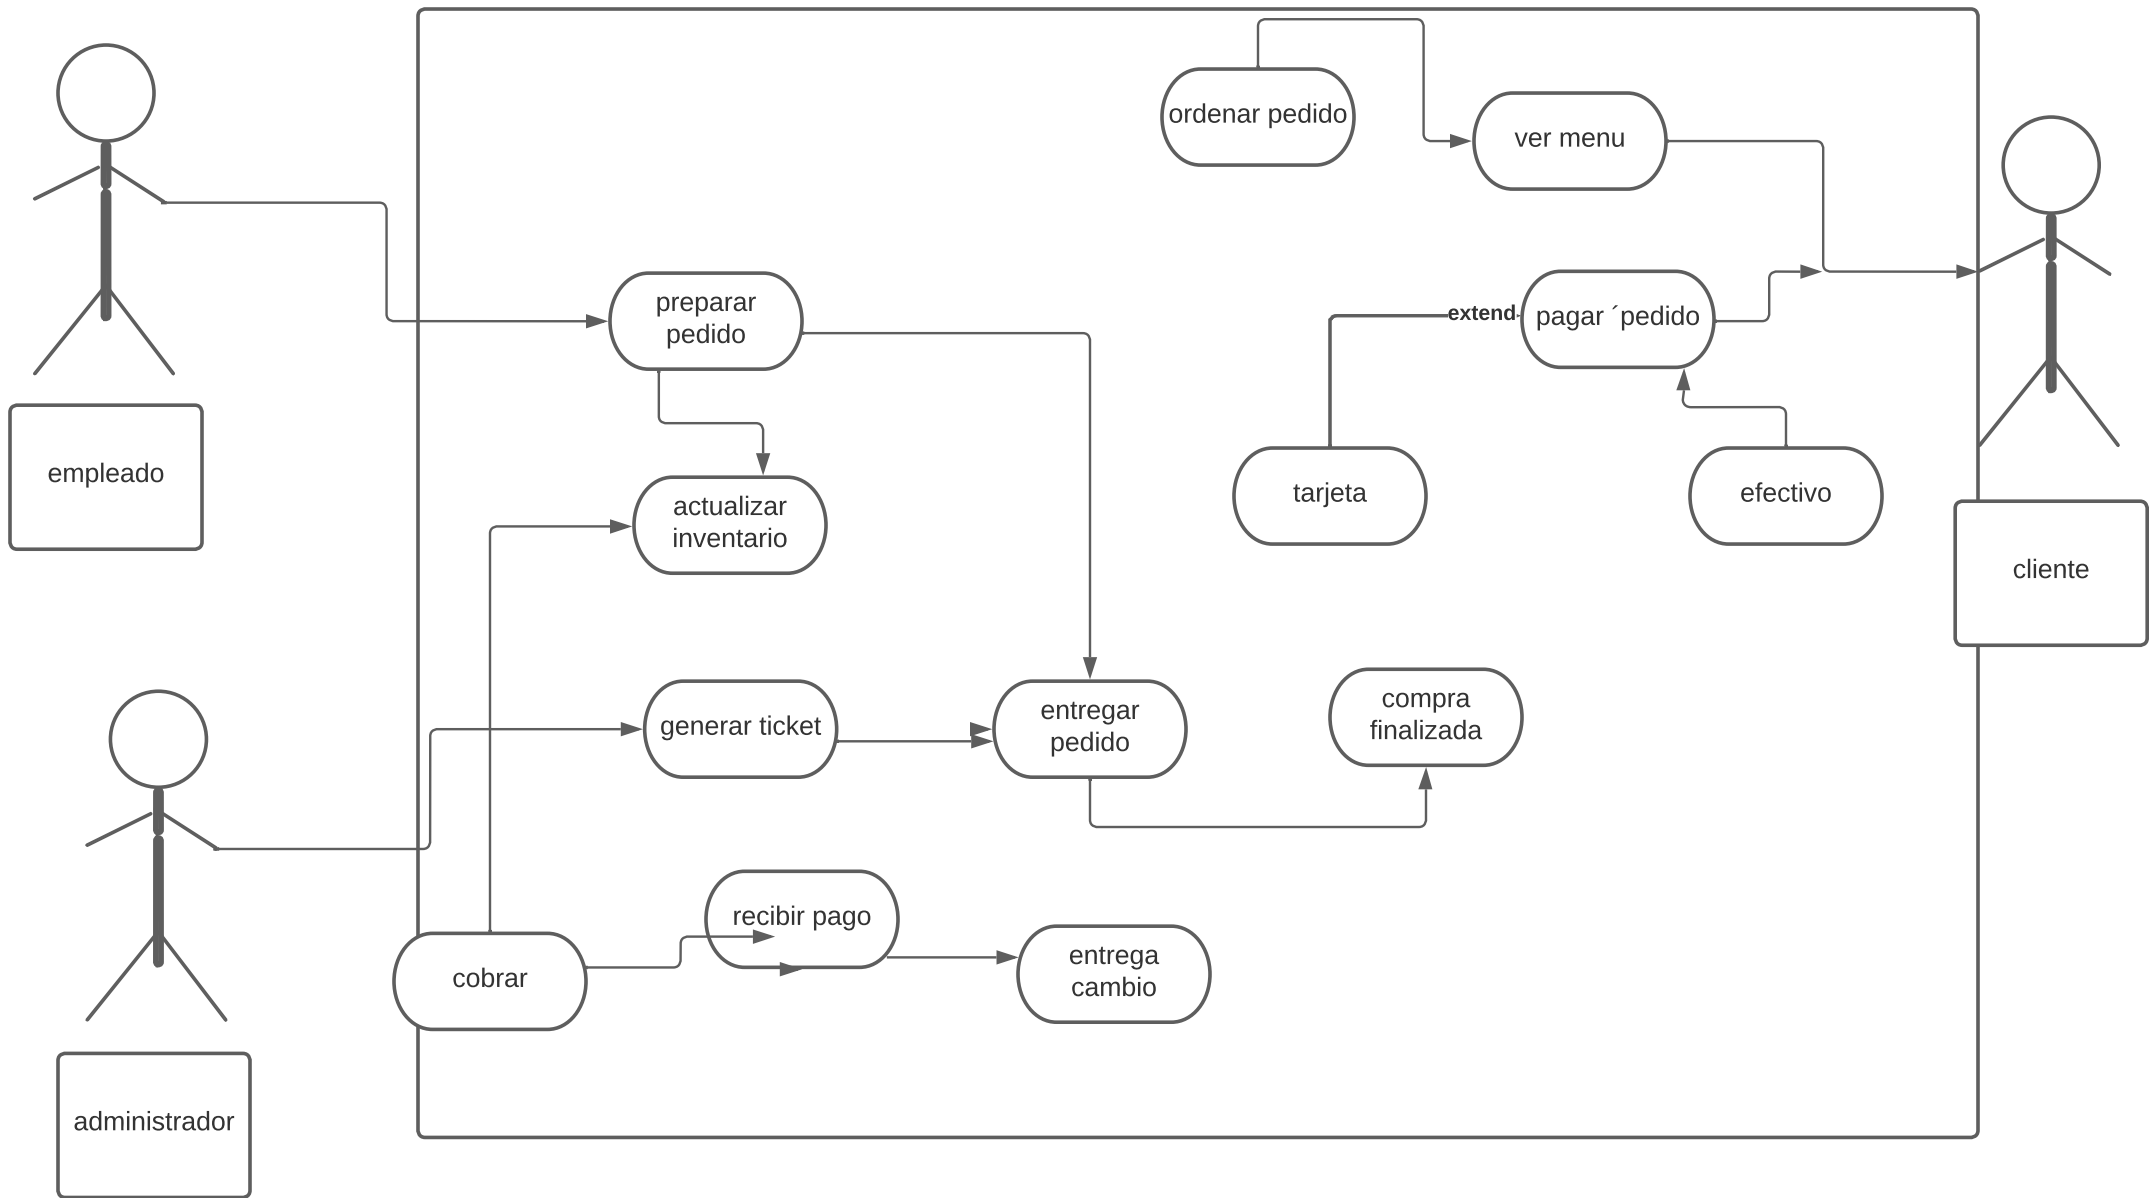 ordenar pedido
ver menu
preparar
pedido
extend
pagar ´pedido
empleado
actualizar
inventario
tarjeta
efectivo
cliente
generar ticket
entregar
pedido
compra
finalizada
recibir pago
cobrar
entrega
cambio
administrador